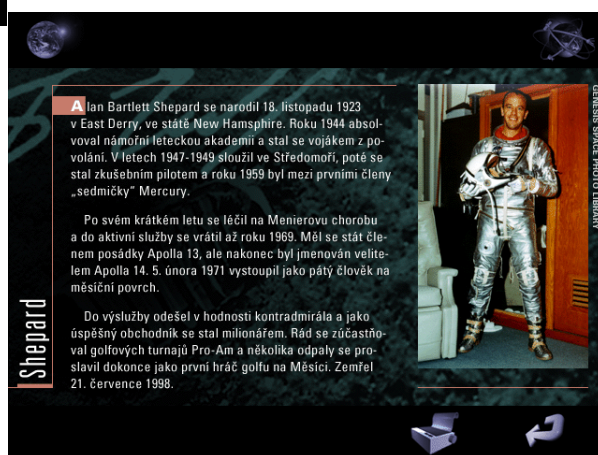 Alan Bartlett Shepard se narodil 18. listopadu 1923
v East Derry, ve státě New Hamsphire. Roku 1944 absol-
voval námořní leteckou akademii a stal se vojákem z po-
volání. V letech 1947-1949 sloužil ve Středomoří, poté se
stal zkušebním pilotem a roku 1959 byl mezi prvními členy
„sedmičky“ Mercury.
Po svém krátkém letu se léčil na Menierovu chorobu
a do aktivní služby se vrátil až roku 1969. Měl se stát čle-
nem posádky Apolla 13, ale nakonec byl jmenován velite-
lem Apolla 14. 5. února 1971 vystoupil jako pátý člověk na
měsíční povrch.
Do výslužby odešel v hodnosti kontradmirála a jako
úspěšný obchodník se stal milionářem. Rád se zúčastňo-
val golfových turnajů Pro-Am a několika odpaly se pro-
slavil dokonce jako první hráč golfu na Měsíci. Zemřel
21. července 1998.
Shepard
GENESIS SPACE PHOTO LIBRARY